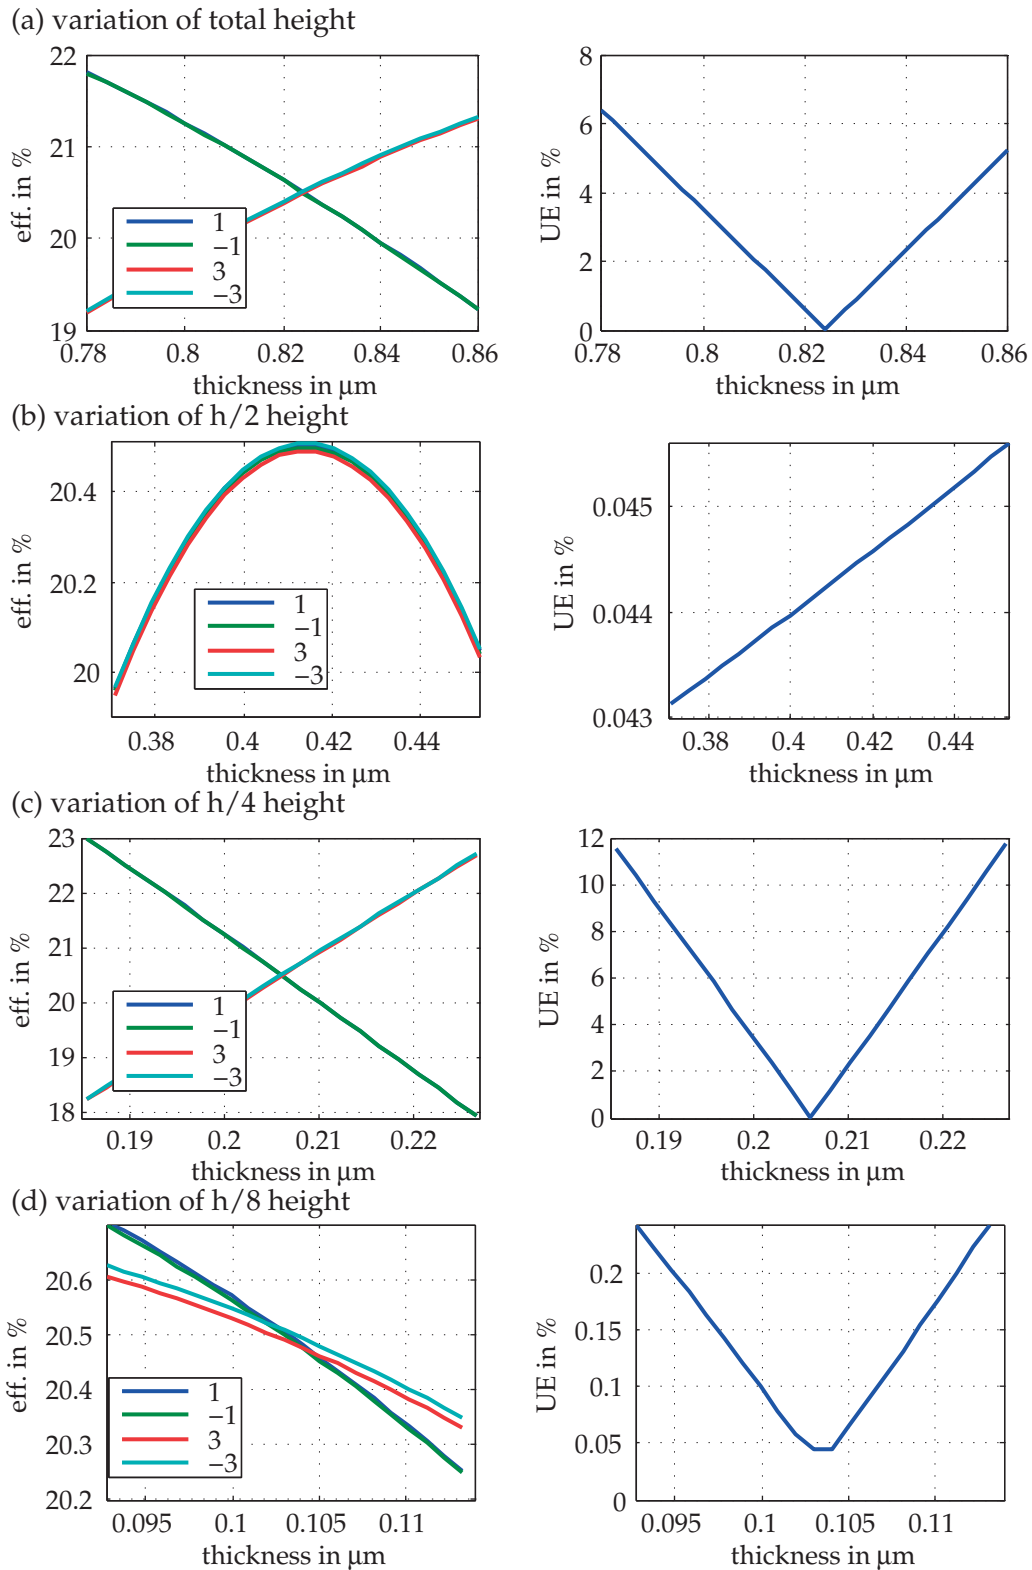 (a) variation of total height
22
21
20
19
eff. in %
1
−1
3
−3
0.78 0.8 0.82 0.84 0.86
thickness in µm
8
6
4
2
0
UE in %
0.78 0.8 0.82 0.84 0.86
thickness in µm
(b) variation of h/2 height
20.4
20.2
20
eff. in %
1
−1
3
−3
0.38 0.4 0.42 0.44
thickness in µm
0.045
0.044
0.043
UE in %
0.38 0.4 0.42 0.44
thickness in µm
(c) variation of h/4 height
23
22
21
20
19
18
eff. in %
1
−1
3
−3
0.19 0.2 0.21 0.22
thickness in µm
12
10
8
6
4
2
0
UE in %
0.19 0.2 0.21 0.22
thickness in µm
(d) variation of h/8 height
20.6
20.5
20.4
20.3
20.2
eff. in %
1
−1
3
−3
0.095 0.1 0.105 0.11
thickness in µm
0.2
0.15
0.1
0.05
0
UE in %
0.095 0.1 0.105 0.11
thickness in µm